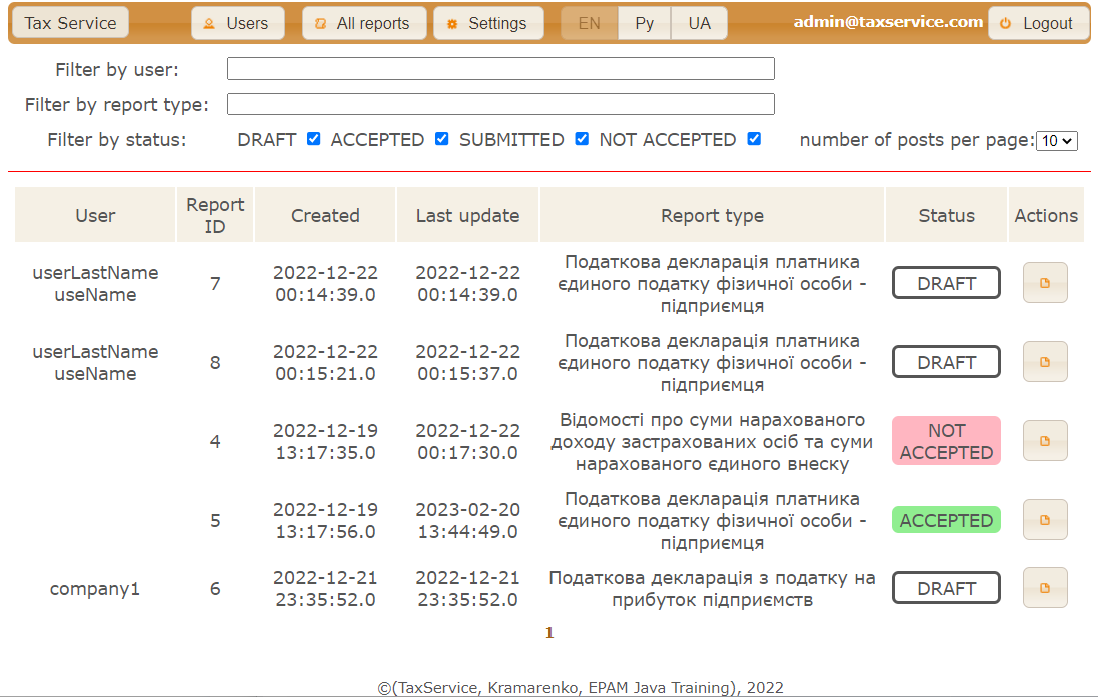 Tax Service Users All reports Settings EN Ру UA admin@taxservice.com Logout
Filter by user:
Filter by report type:
Filter by status: DRAFT ACCEPTED SUBMITTED NOT ACCEPTED number of posts per page: 10
User Report ID Created Last update Report type Status Actions
userLastName
useName
7
2022-12-22
00:14:39.0
2022-12-22
00:14:39.0
Податкова декларація платника
єдиного податку фізичної особи -
підприємця
DRAFT
userLastName
useName
8
2022-12-22
00:15:21.0
2022-12-22
00:15:37.0
Податкова декларація платника
єдиного податку фізичної особи -
підприємця
DRAFT
4
2022-12-19
13:17:35.0
2022-12-22
00:17:30.0
Відомості про суми нарахованого
доходу застрахованих осіб та суми
нарахованого єдиного внеску
NOT
ACCEPTED
5
2022-12-19
13:17:56.0
2023-02-20
13:44:49.0
Податкова декларація платника
єдиного податку фізичної особи -
підприємця
ACCEPTED
company1
6
2022-12-21
23:35:52.0
2022-12-21
23:35:52.0
Податкова декларація з податку на
прибуток підприємств
DRAFT
1
©(TaxService, Kramarenko, EPAM Java Training), 2022